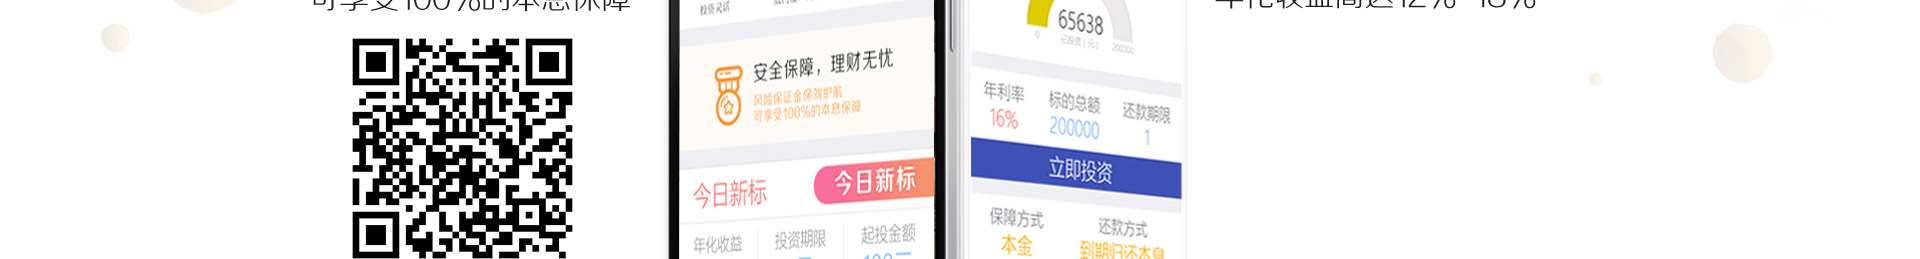 可享受100%的本息保障
投资灵活
安全保障，理财无忧
风险保证金保驾护航
可享受100%的本息保障
今日新标
今日新标
年化收益 投资期限 起投金额
年化收益高达12%-16%
65638
0 已投资（元） 200000
年利率 标的总额 还款期限
16% 200000 1
立即投资
保障方式 还款方式
本金 到期归还本息